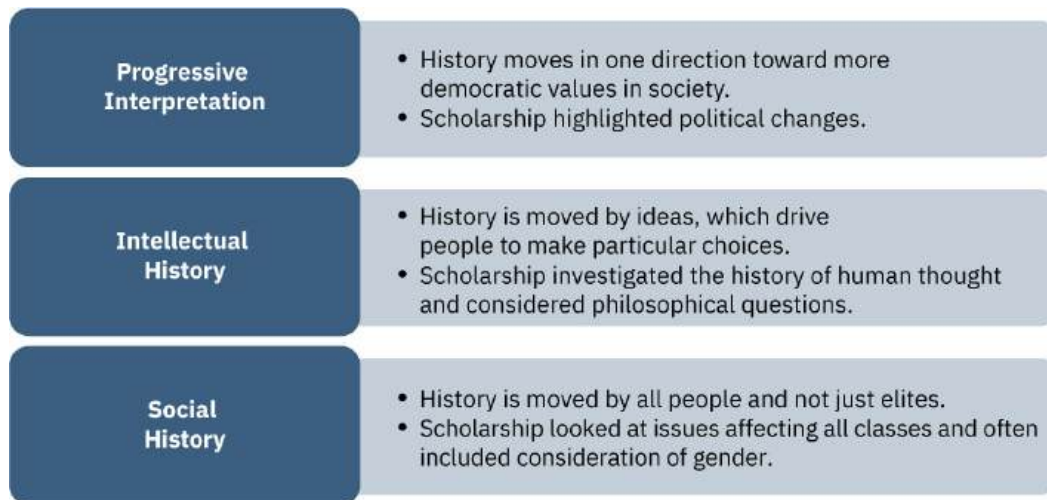 Progressive
Interpretation
• History moves in one direction toward more
democratic values in society.
• Scholarship highlighted political changes.
Intellectual
History
• History is moved by ideas, which drive
people to make particular choices.
• Scholarship investigated the history of human thought
and considered philosophical questions.
Social
History
• History is moved by all people and not just elites.
• Scholarship looked at issues affecting all classes and often
included consideration of gender.